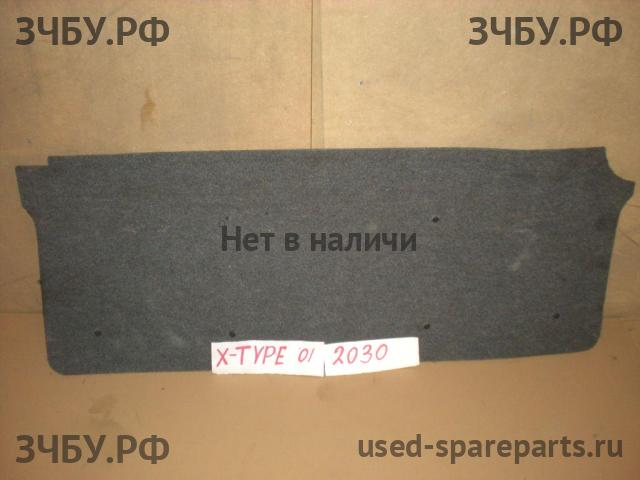 ЗЧБУ.РФ
ЗЧБУ.РФ
Нет в наличи
X-TYPE 01 2030
ЗЧБУ.РФ
used-spareparts.ru